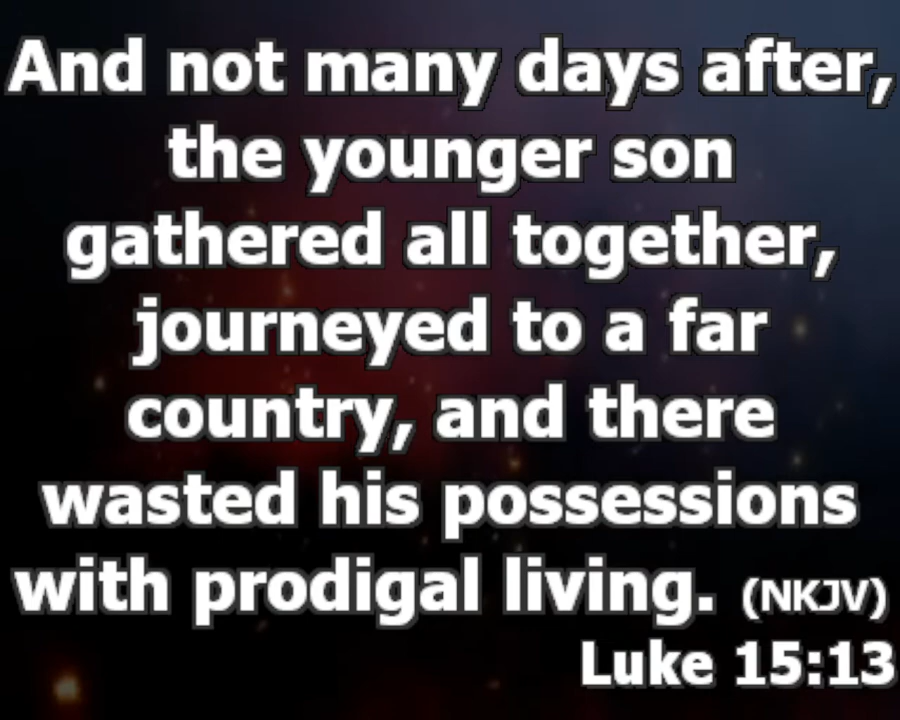 And not many days after,
the younger son
gathered all together,
journeyed to a far
country, and there
wasted his possessions
with prodigal living. (NKJV)
Luke 15:13